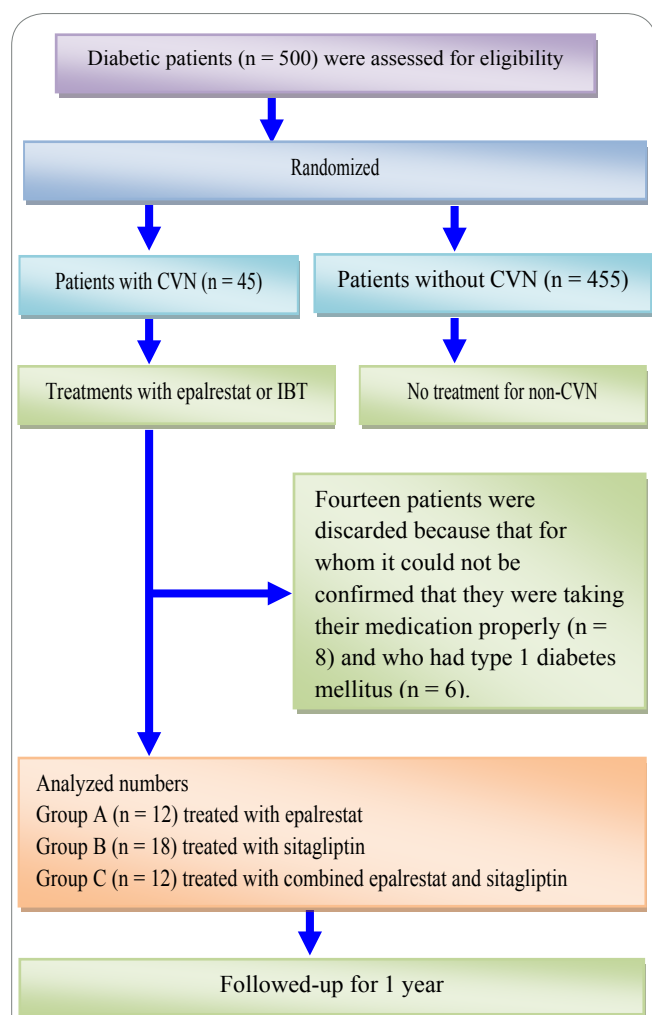 Diabetic patients (n = 500) were assessed for eligibility
Randomized
Patients with CVN (n = 45)
Patients without CVN (n = 455)
Treatments with epalrestat or IBT
No treatment for non-CVN
Fourteen patients were
discarded because that for
whom it could not be
confirmed that they were taking
their medication properly (n =
8) and who had type 1 diabetes
mellitus (n = 6).
Analyzed numbers
Group A (n = 12) treated with epalrestat
Group B (n = 18) treated with sitagliptin
Group C (n = 12) treated with combined epalrestat and sitagliptin
Followed-up for 1 year